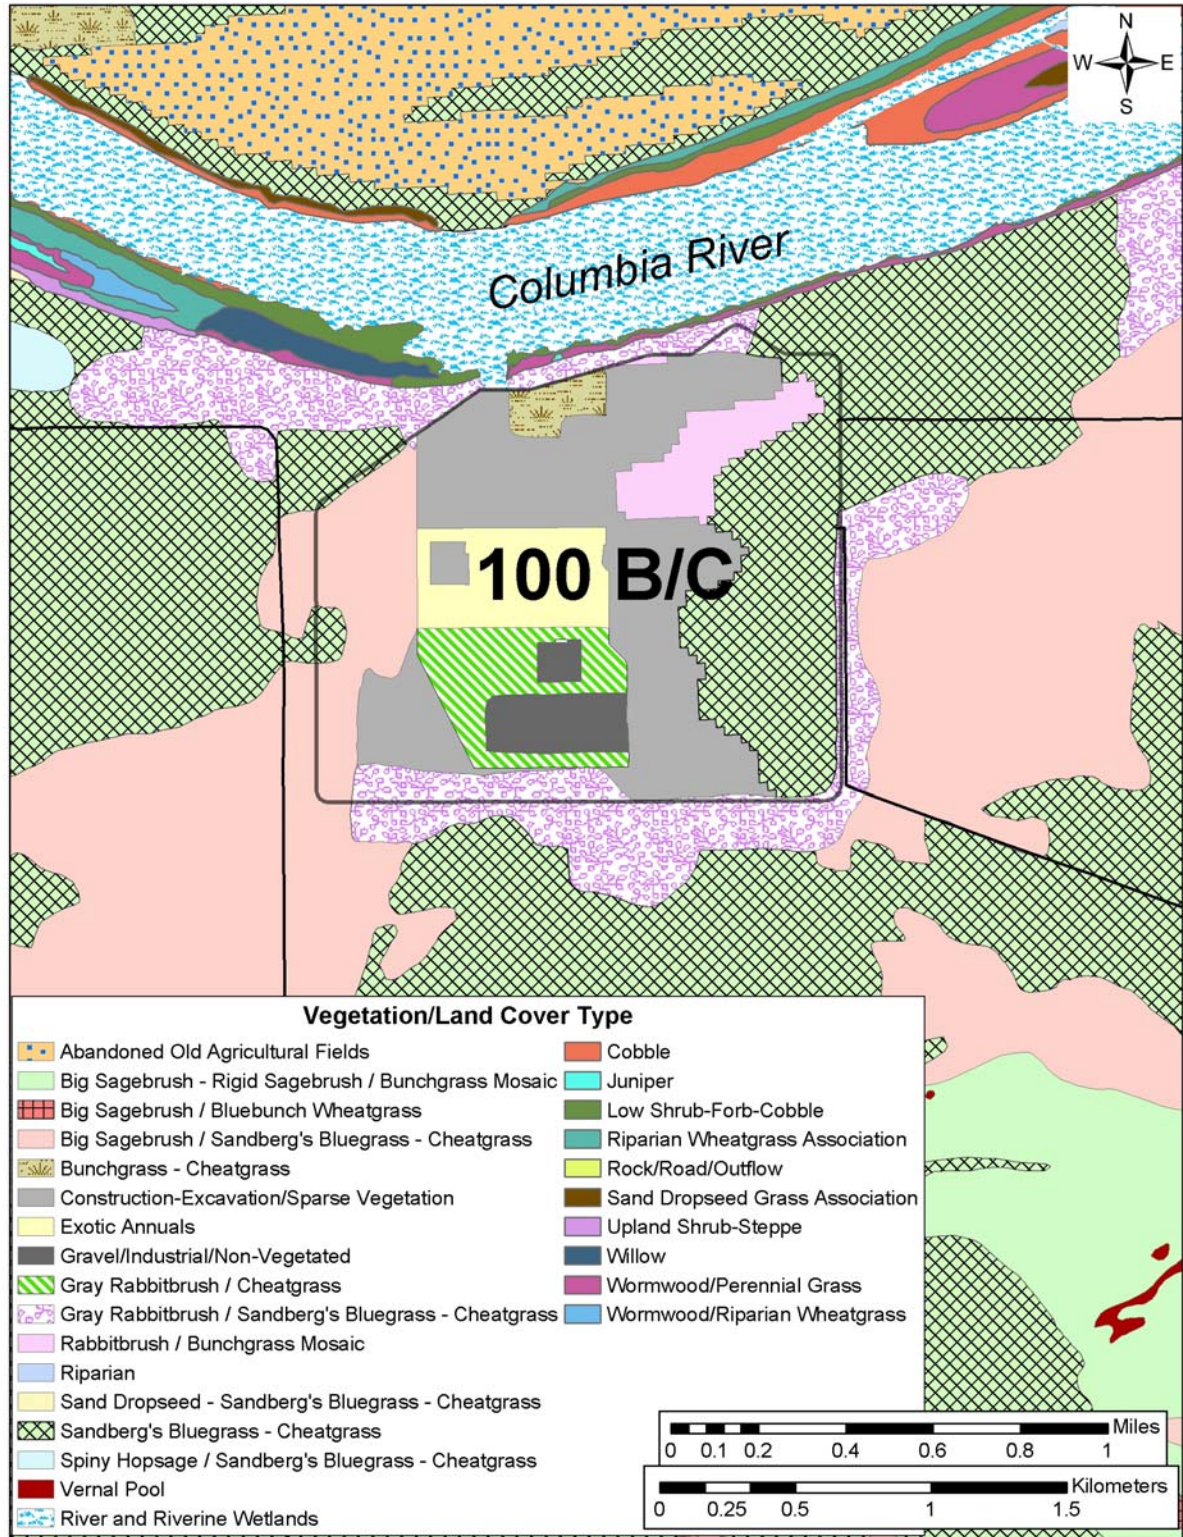 N
W E
S
Columbia River
100 B/C
Vegetation/Land Cover Type
Abandoned Old Agricultural Fields
Big Sagebrush - Rigid Sagebrush / Bunchgrass Mosaic
Big Sagebrush / Bluebunch Wheatgrass
Big Sagebrush / Sandberg's Bluegrass - Cheatgrass
Bunchgrass - Cheatgrass
Construction-Excavation/Sparse Vegetation
Exotic Annuals
Gravel/Industrial/Non-Vegetated
Gray Rabbitbrush / Cheatgrass
Gray Rabbitbrush / Sandberg's Bluegrass - Cheatgrass
Rabbitbrush / Bunchgrass Mosaic
Riparian
Sand Dropseed - Sandberg's Bluegrass - Cheatgrass
Sandberg's Bluegrass - Cheatgrass
Spiny Hopsage / Sandberg's Bluegrass - Cheatgrass
Vernal Pool
River and Riverine Wetlands
Cobble
Juniper
Low Shrub-Forb-Cobble
Riparian Wheatgrass Association
Rock/Road/Outflow
Sand Dropseed Grass Association
Upland Shrub-Steppe
Willow
Wormwood/Perennial Grass
Wormwood/Riparian Wheatgrass
Miles
0 0.1 0.2 0.4 0.6 0.8 1
Kilometers
0 0.25 0.5 1 1.5